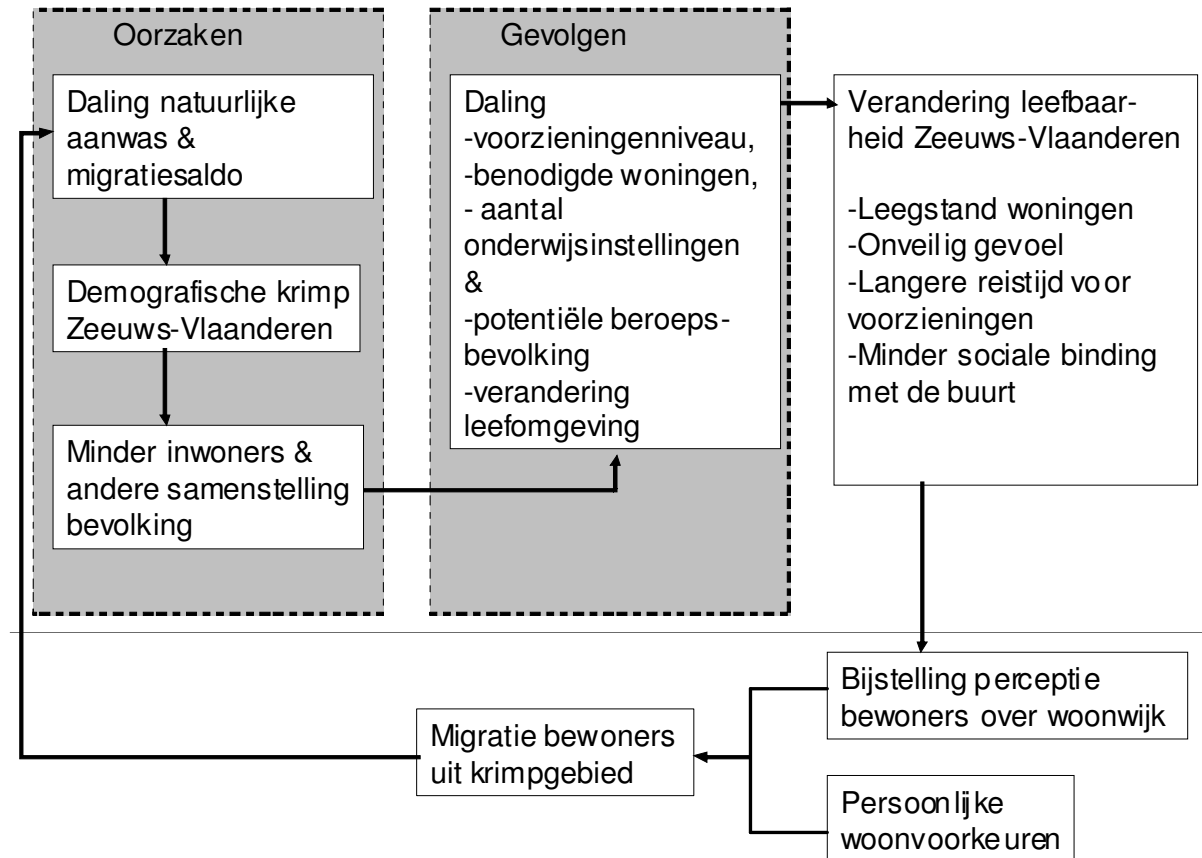 Oorzaken
Daling natuurlijke
aanwas &
migratiesaldo
Demografische krimp
Zeeuws-Vlaanderen
Minder inwoners &
andere samenstelling
bevolking
Gevolgen
Daling
-voorzieningenniveau,
-benodigde woningen,
- aantal
onderwijsinstellingen
&
-potentiële beroeps-
bevolking
-verandering
leefomgeving
Verandering leefbaar-
heid Zeeuws-Vlaanderen
-Leegstand woningen
-Onveilig gevoel
-Langere reistijd voor
voorzieningen
-Minder sociale binding
met de buurt
Bijstelling perceptie
bewoners over woonwijk
Migratie bewoners
uit krimpgebied
Persoonlijke
woonvoorkeuren